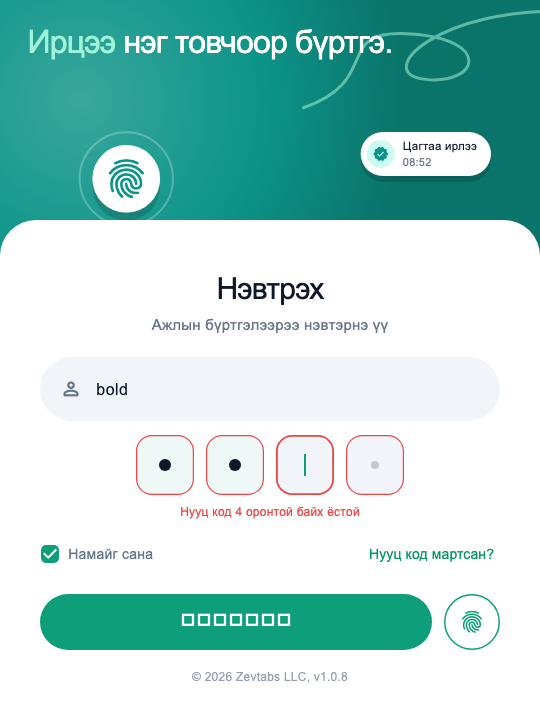 Ирцээ нэг товчоор бүртгэ.
Цагтаа ирлээ
08:52
Нэвтрэх
Ажлын бүртгэлээрээ нэвтэрнэ үү
bold
Нууц код 4 оронтой байх ёстой
Намайг сана
Нууц код мартсан?
© 2026 Zevtabs LLC, v1.0.8